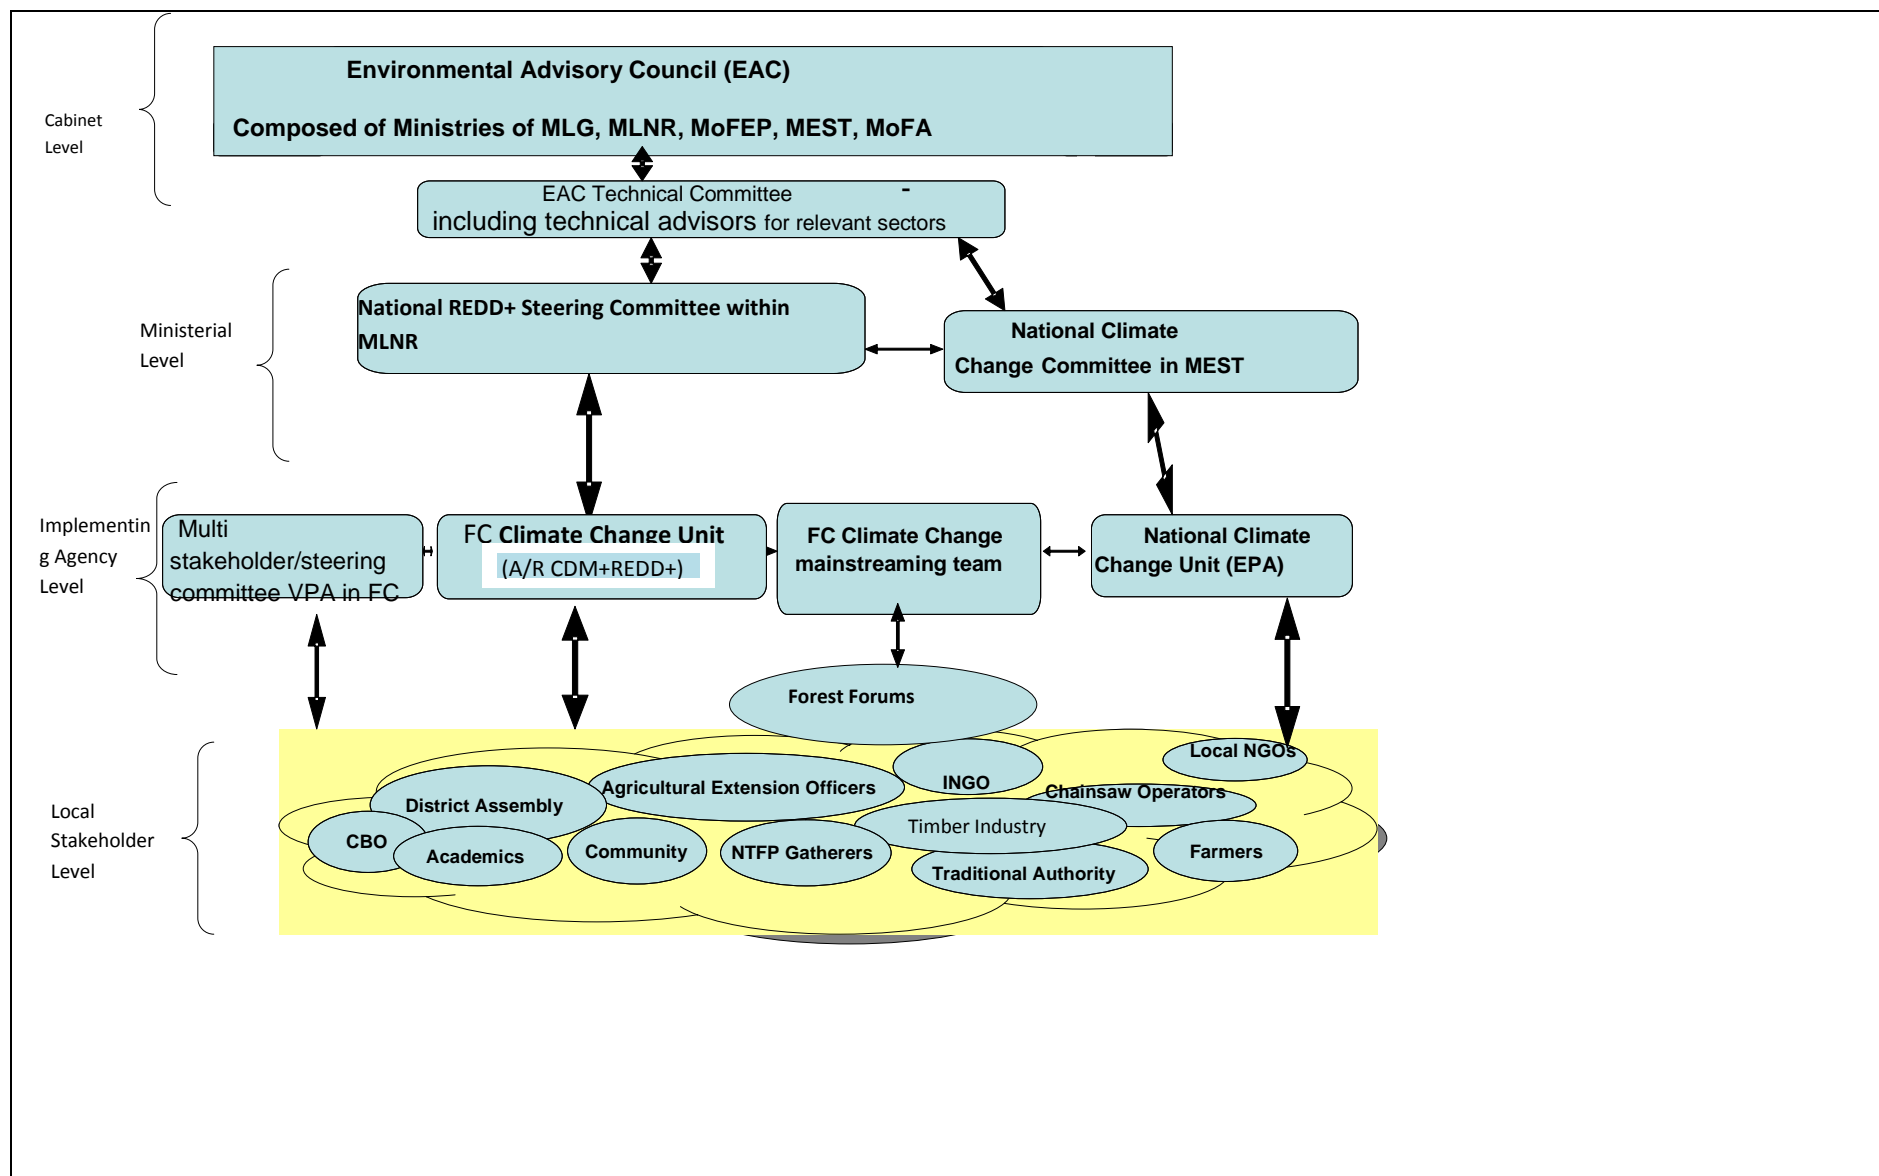 Environmental Advisory Council (EAC)
Composed of Ministries of MLG, MLNR, MoFEP, MEST, MoFA
Cabinet
Level
EAC Technical Committee -
including technical advisors for relevant sectors
National REDD+ Steering Committee within
MLNR
Ministerial
Level
National Climate
Change Committee in MEST
Implementin
g Agency
Level
Multi
stakeholder/steering
committee VPA in FC
FC Climate Change Unit
(A/R CDM+REDD+)
FC Climate Change
mainstreaming team
National Climate
Change Unit (EPA)
Forest Forums
Local
Stakeholder
Level
Local NGOs
INGO
Agricultural Extension Officers
Chainsaw Operators
District Assembly
Timber Industry
CBO
Academics
Community
NTFP Gatherers
Farmers
Traditional Authority